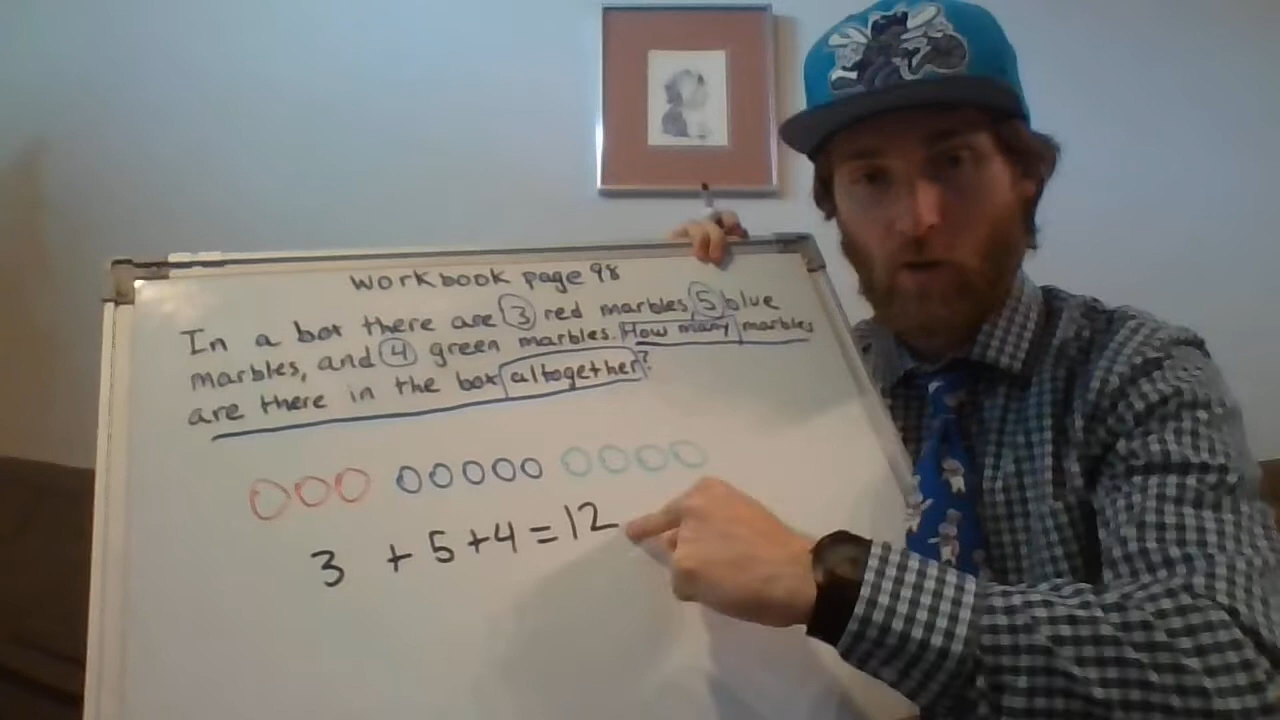 Workbook page 98
In a box there are 3 red marbles, 5 blue
marbles, and 4 green marbles. How many marbles
are there in the box altogether?
3 + 5 + 4 = 12